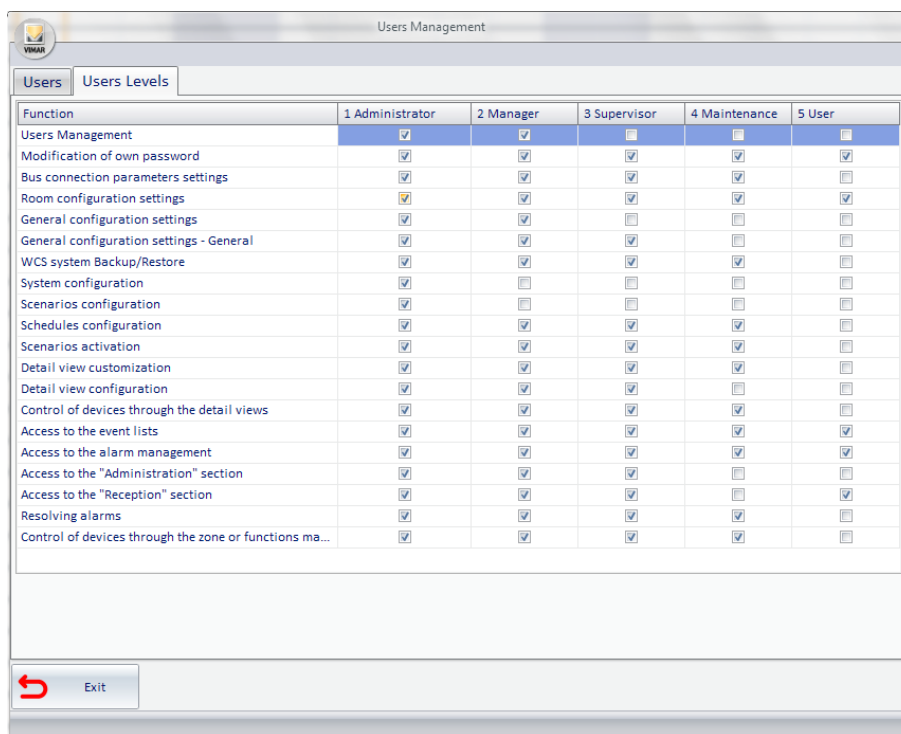 Users Management
VIMAR
Users Users Levels
Function 1 Administrator 2 Manager 3 Supervisor 4 Maintenance 5 User
Users Management
Modification of own password
Bus connection parameters settings
Room configuration settings
General configuration settings
General configuration settings - General
WCS system Backup/Restore
System configuration
Scenarios configuration
Schedules configuration
Scenarios activation
Detail view customization
Detail view configuration
Control of devices through the detail views
Access to the event lists
Access to the alarm management
Access to the "Administration" section
Access to the "Reception" section
Resolving alarms
Control of devices through the zone or functions ma...
Exit